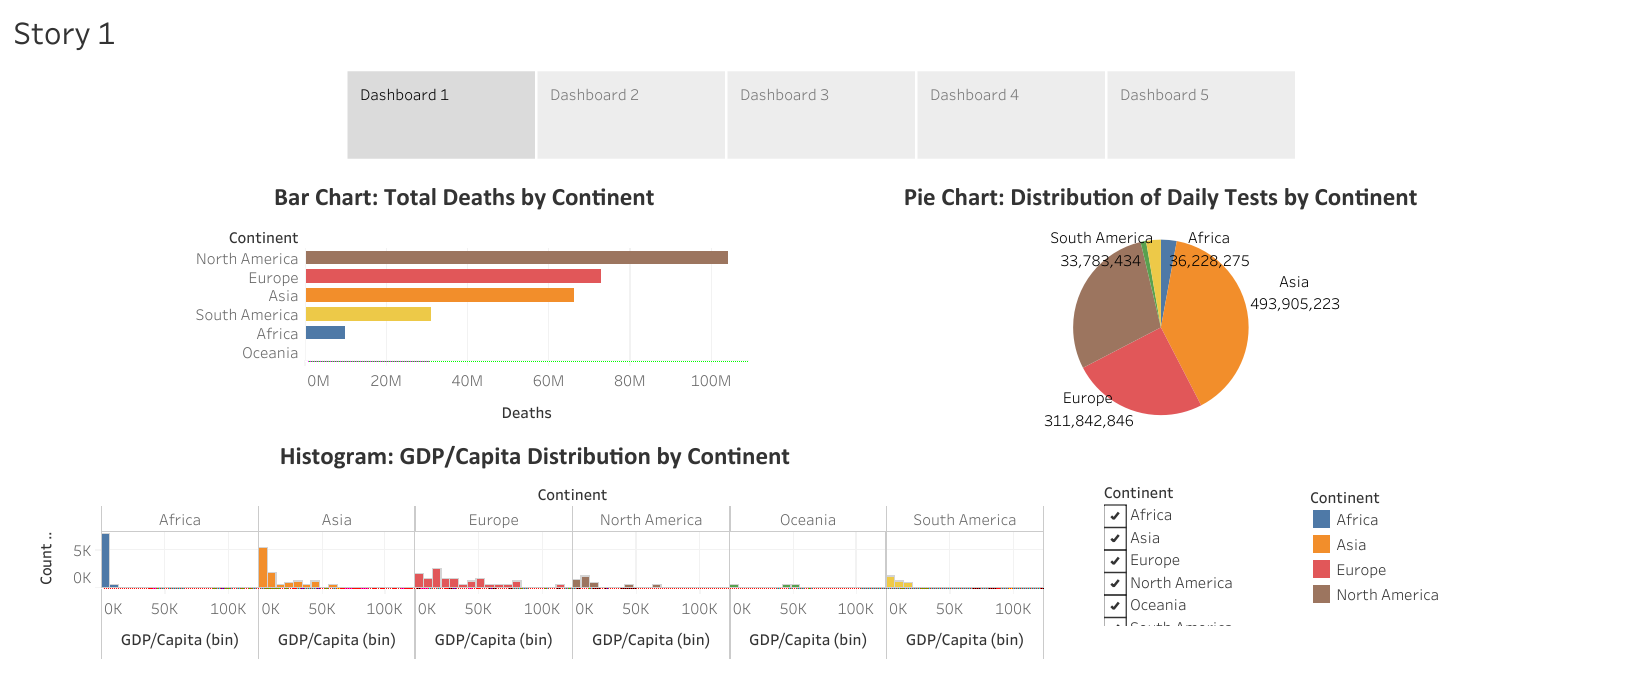 Story 1
Dashboard 1
Dashboard 2
Dashboard 3
Dashboard 4
Dashboard 5
Bar Chart: Total Deaths by Continent
Continent
North America
Europe
Asia
South America
Africa
Oceania
0M 20M 40M 60M 80M 100M
Deaths
Pie Chart: Distribution of Daily Tests by Continent
South America
33,783,434
Africa
36,228,275
Asia
493,905,223
Europe
311,842,846
Histogram: GDP/Capita Distribution by Continent
Continent
Africa Asia Europe North America Oceania South America
Count ..
5K
0K
0K 50K 100K 0K 50K 100K 0K 50K 100K 0K 50K 100K 0K 50K 100K 0K 50K 100K
GDP/Capita (bin) GDP/Capita (bin) GDP/Capita (bin) GDP/Capita (bin) GDP/Capita (bin) GDP/Capita (bin)
Continent
Africa
Asia
Europe
North America
Oceania
South America
Continent
Africa
Asia
Europe
North America